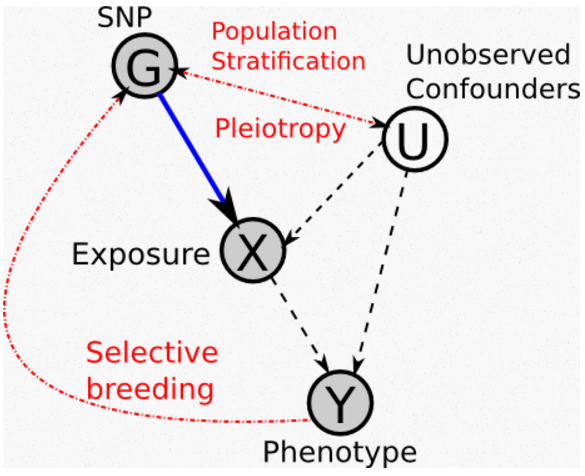 SNP
G
Population
Stratification
Unobserved
Confounders
Pleiotropy
U
Exposure
X
Selective
breeding
Y
Phenotype